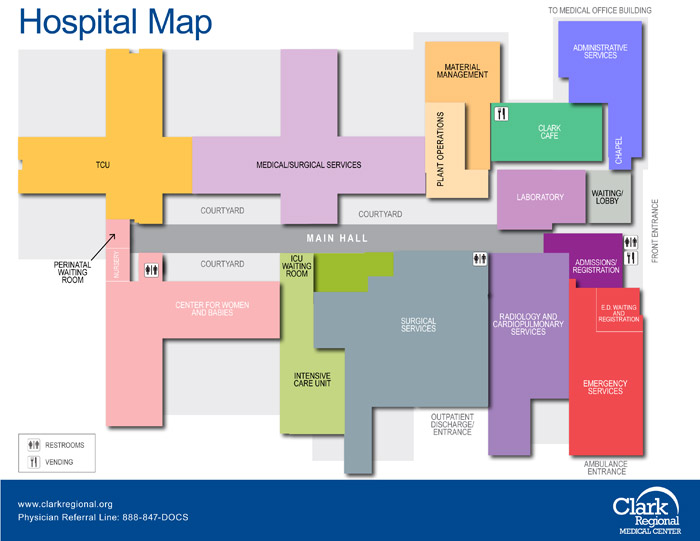 Hospital Map
TO MEDICAL OFFICE BUILDING
ADMINISTRATIVE
SERVICES
MATERIAL
MANAGEMENT
PLANT OPERATIONS
CLARK
CAFE
CHAPEL
TCU
MEDICAL/SURGICAL SERVICES
LABORATORY
WAITING/
LOBBY
COURTYARD
COURTYARD
MAIN HALL
FRONT ENTRANCE
PERINATAL
WAITING
ROOM
NURSERY
COURTYARD
ICU
WAITING
ROOM
ADMISSIONS/
REGISTRATION
CENTER FOR WOMEN
AND BABIES
SURGICAL
SERVICES
RADIOLOGY AND
CARDIOPULMONARY
SERVICES
E.D. WAITING
AND
REGISTRATION
INTENSIVE
CARE UNIT
EMERGENCY
SERVICES
OUTPATIENT
DISCHARGE/
ENTRANCE
AMBULANCE
ENTRANCE
RESTROOMS
VENDING
www.clarkregional.org
Physician Referral Line: 888-847-DOCS
Clark
Regional
MEDICAL CENTER